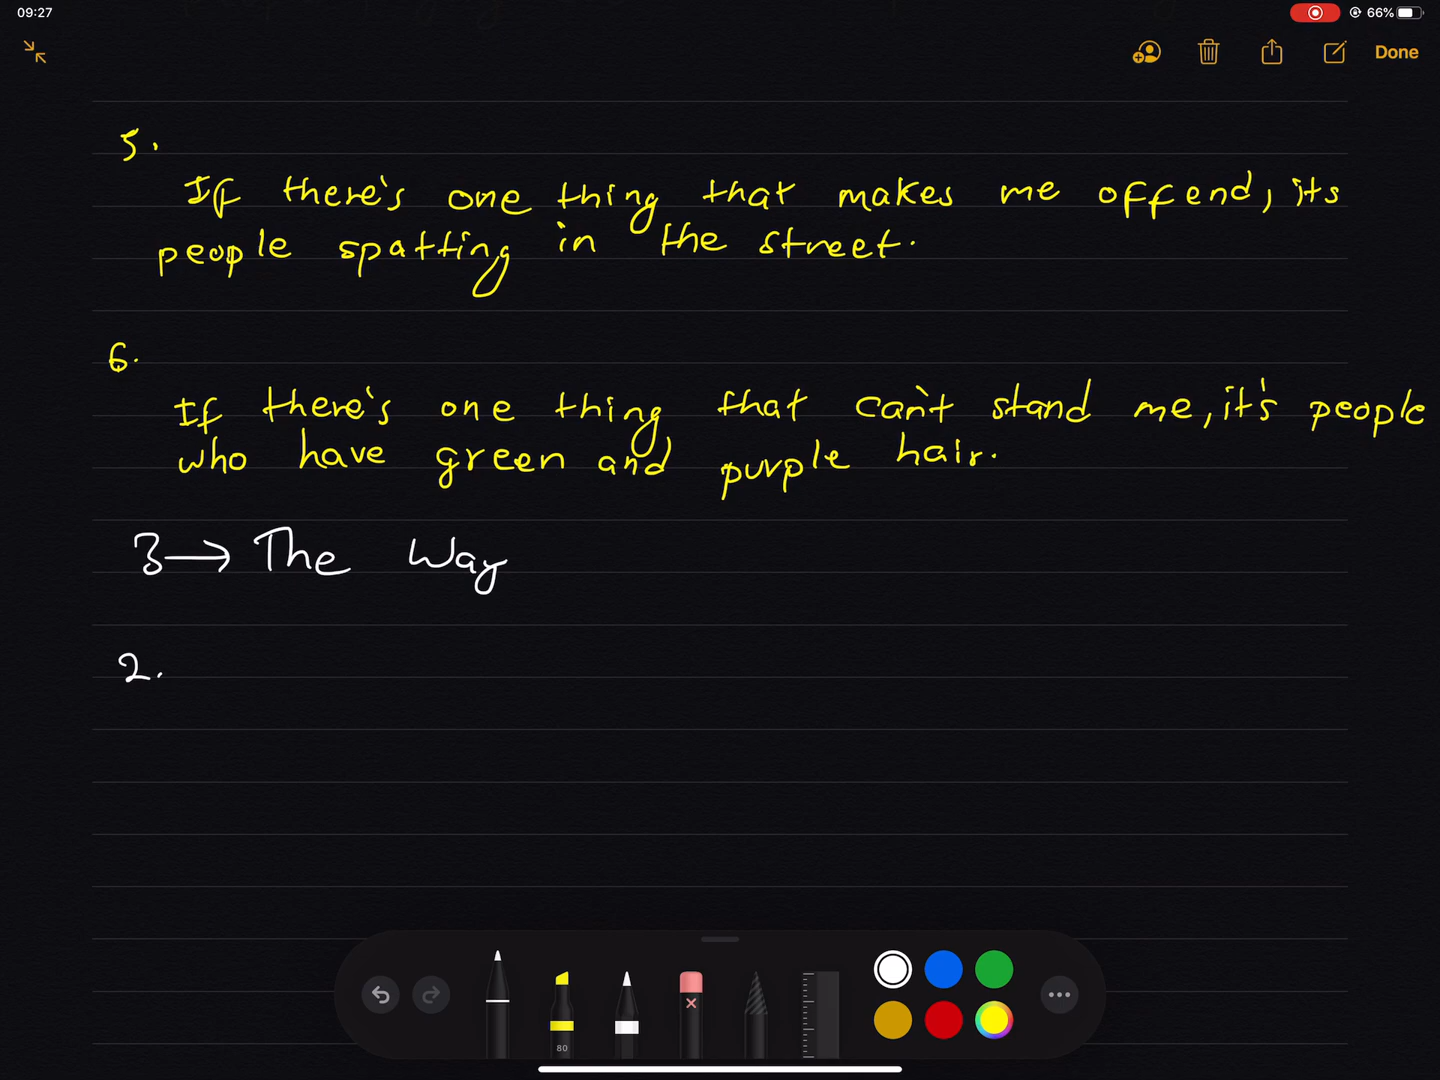 09:27
66%
Done
5.
If there's one thing that makes me offend, its
people spatting in the street.
6.
If there's one thing that can't stand me, it's people
who have green and purple hair.
3→ The Way
2.
80